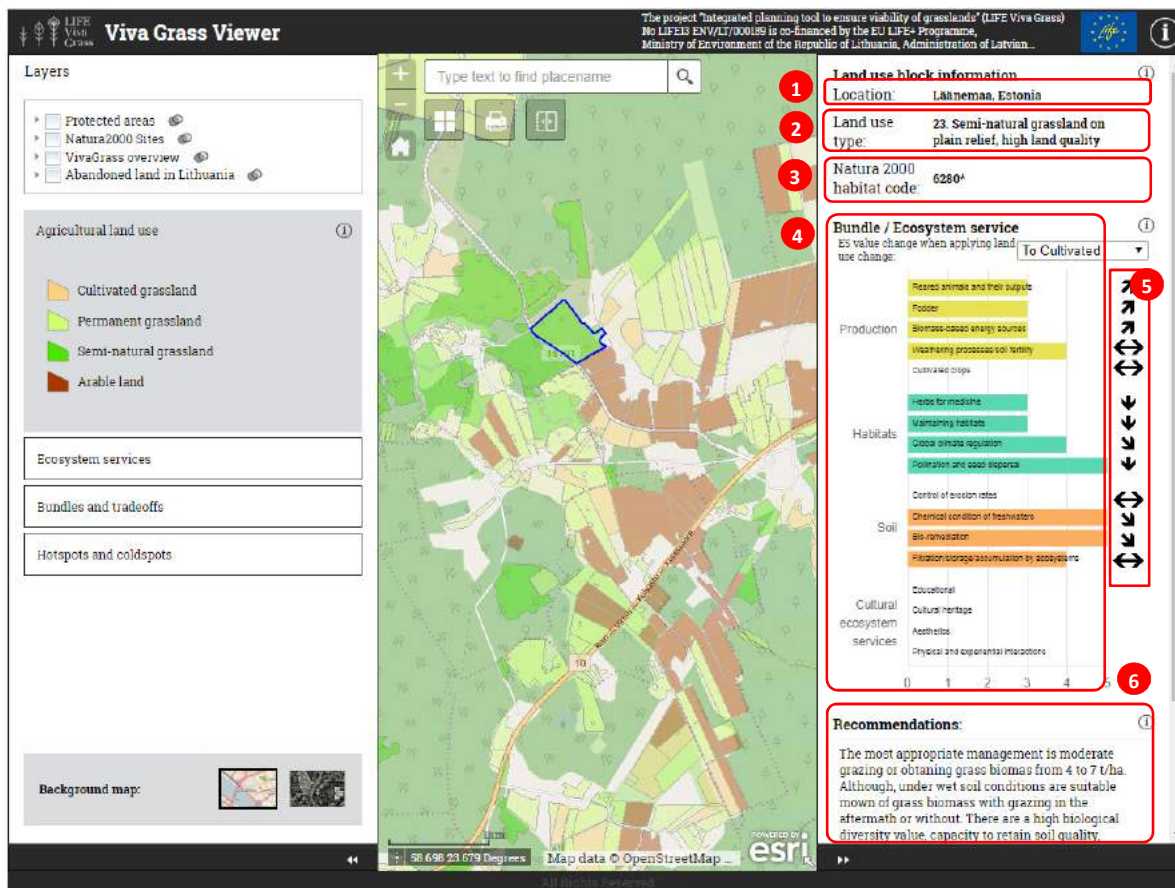 LIFE
Viva
Grass
Viva Grass Viewer
The project "Integrated planning tool to ensure viability of grasslands" (LIFE Viva Grass)
No LIFE13 ENV/LT/000189 is co-financed by the EU LIFE+ Programme,
Ministry of Environment of the Republic of Lithuania, Administration of Latvian...
Life
i
Layers
Protected areas
Natura2000 Sites
VivaGrass overview
Abandoned land in Lithuania
Agricultural land use
i
Cultivated grassland
Permanent grassland
Semi-natural grassland
Arable land
Ecosystem services
Bundles and tradeoffs
Hotspots and coldspots
Background map:
+
−
Type text to find placename
10
1km
58.698 23.679 Degrees
Map data © OpenStreetMap ...
POWERED BY
esri
Land use block information
i
1
Location:
Läänemaa, Estonia
2
Land use type:
23. Semi-natural grassland on
plain relief, high land quality
3
Natura 2000
habitat code:
6280*
4
Bundle / Ecosystem service
i
ES value change when applying land
use change:
To Cultivated
5
Production
Reared animals and their outputs
Fodder
Biomass-based energy sources
Weathering processes/soil fertility
Cultivated crops
Habitats
Herbs for medicine
Maintaining habitats
Global climate regulation
Pollination and seed dispersal
Soil
Control of erosion rates
Chemical condition of freshwaters
Bio-remediation
Filtration/storage/accumulation by ecosystems
Cultural
ecosystem
services
Educational
Cultural heritage
Aesthetics
Physical and experiential interactions
0 1 2 3 4 5
6
Recommendations:
i
The most appropriate management is moderate
grazing or obtaning grass biomas from 4 to 7 t/ha.
Although, under wet soil conditions are suitable
mown of grass biomass with grazing in the
aftermath or without. There are a high biological
diversity value, capacity to retain soil quality,
All Rights Reserved